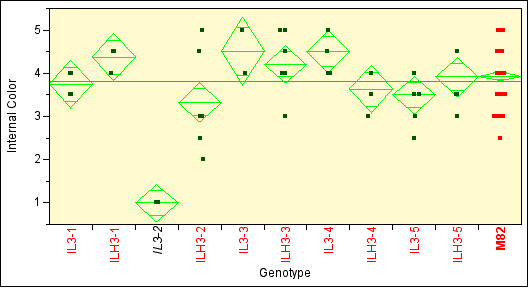 5
4
3
2
1
Internal Color
IL3-1
ILH3-1
IL3-2
ILH3-2
IL3-3
ILH3-3
IL3-4
ILH3-4
IL3-5
ILH3-5
M82
Genotype